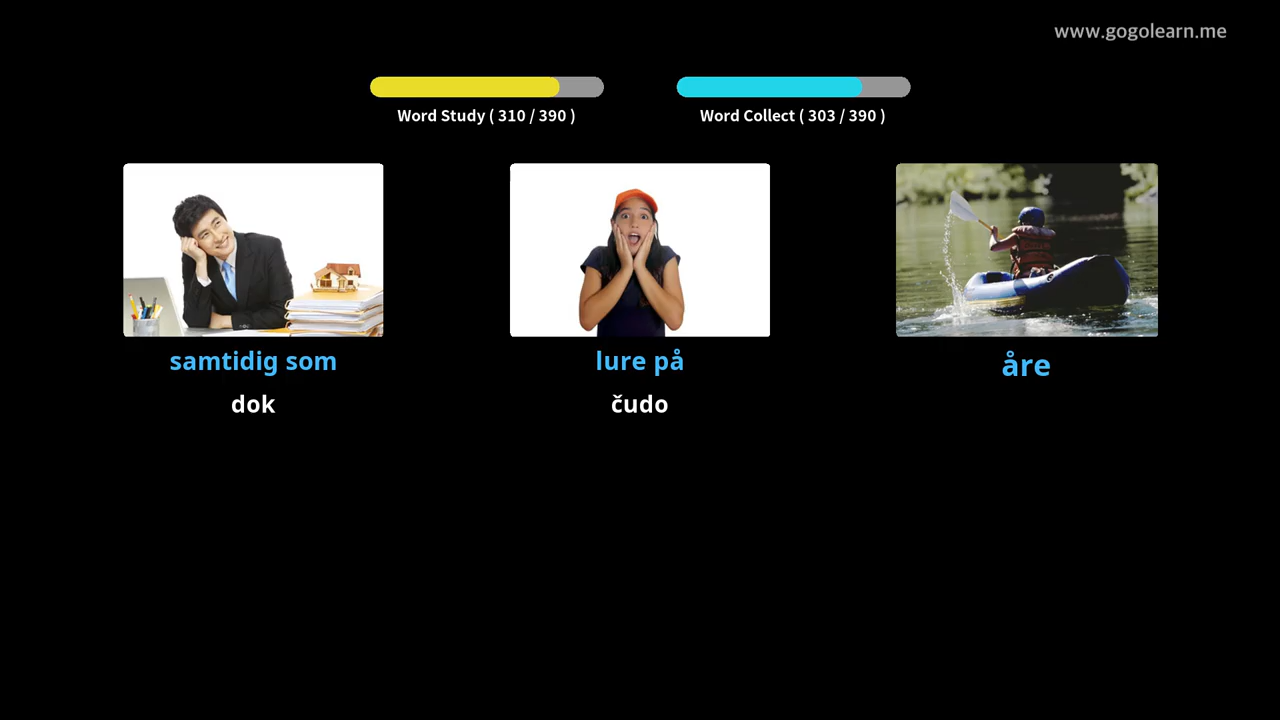 www.gogolearn.me
Word Study ( 310 / 390 )
Word Collect ( 303 / 390 )
samtidig som
lure på
åre
dok
čudo